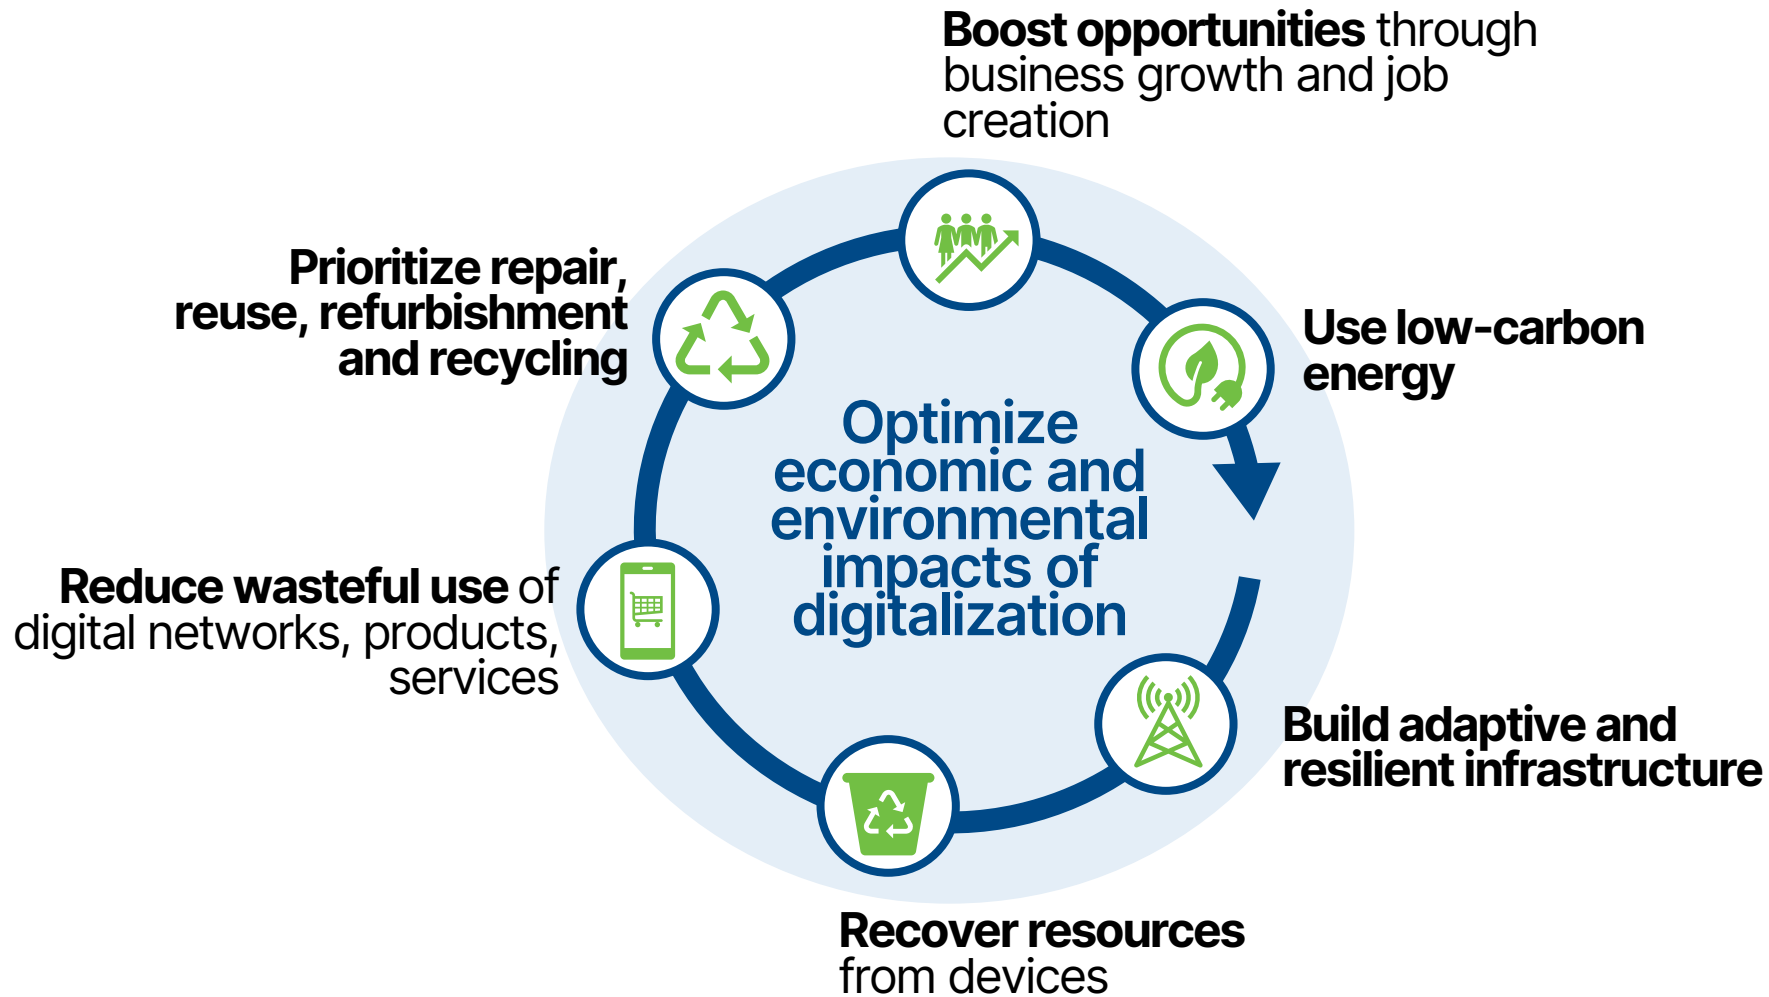 Boost opportunities through
business growth and job
creation
Prioritize repair,
reuse, refurbishment
and recycling
Use low-carbon
energy
Optimize
economic and
environmental
impacts of
digitalization
Reduce wasteful use of
digital networks, products,
services
Build adaptive and
resilient infrastructure
Recover resources
from devices